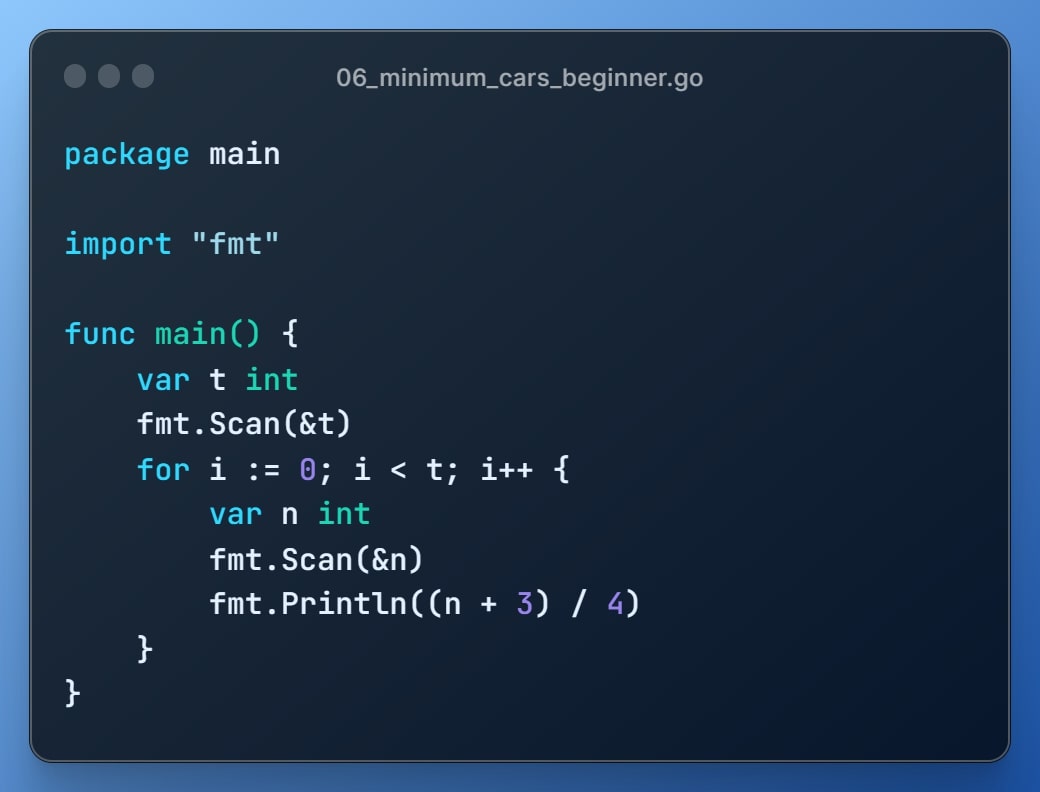 06_minimum_cars_beginner.go
package main
import "fmt"
func main() {
    var t int
    fmt.Scan(&t)
    for i := 0; i < t; i++ {
        var n int
        fmt.Scan(&n)
        fmt.Println((n + 3) / 4)
    }
}